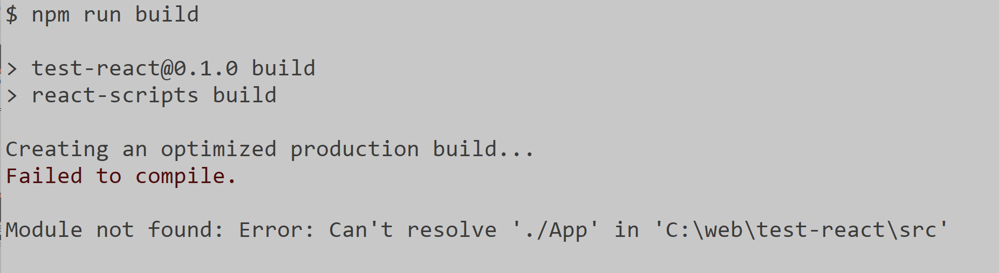 $ npm run build
> test-react@0.1.0 build
> react-scripts build
Creating an optimized production build...
Failed to compile.
Module not found: Error: Can't resolve './App' in 'C:\web\test-react\src'